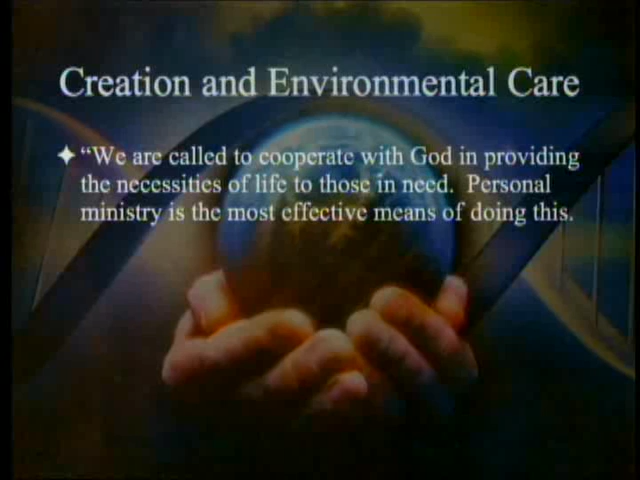 Creation and Environmental Care
“We are called to cooperate with God in providing
the necessities of life to those in need.  Personal
ministry is the most effective means of doing this.